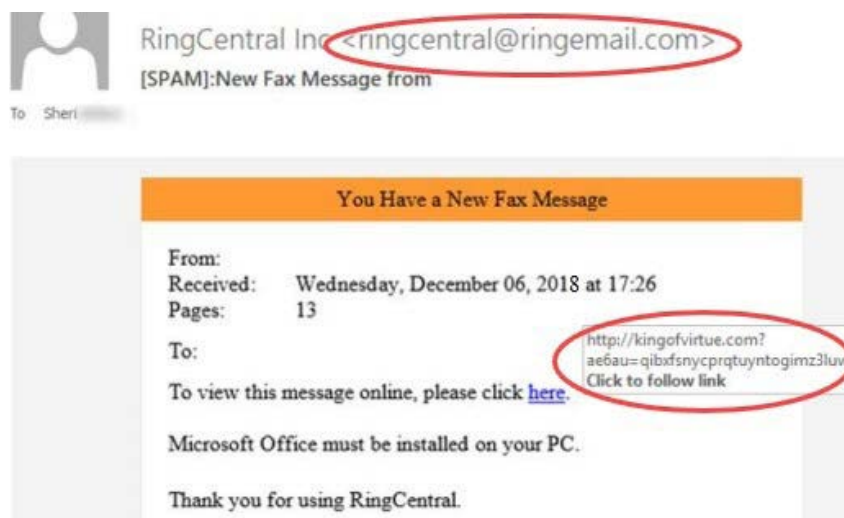 RingCentral Inc <ringcentral@ringemail.com>
[SPAM]:New Fax Message from
To Sheri
You Have a New Fax Message
From:
Received: Wednesday, December 06, 2018 at 17:26
Pages: 13
To:
http://kingofvirtue.com?
ae6au=qibxfsnycprqtuyntogimz3luv
Click to follow link
To view this message online, please click here.
Microsoft Office must be installed on your PC.
Thank you for using RingCentral.